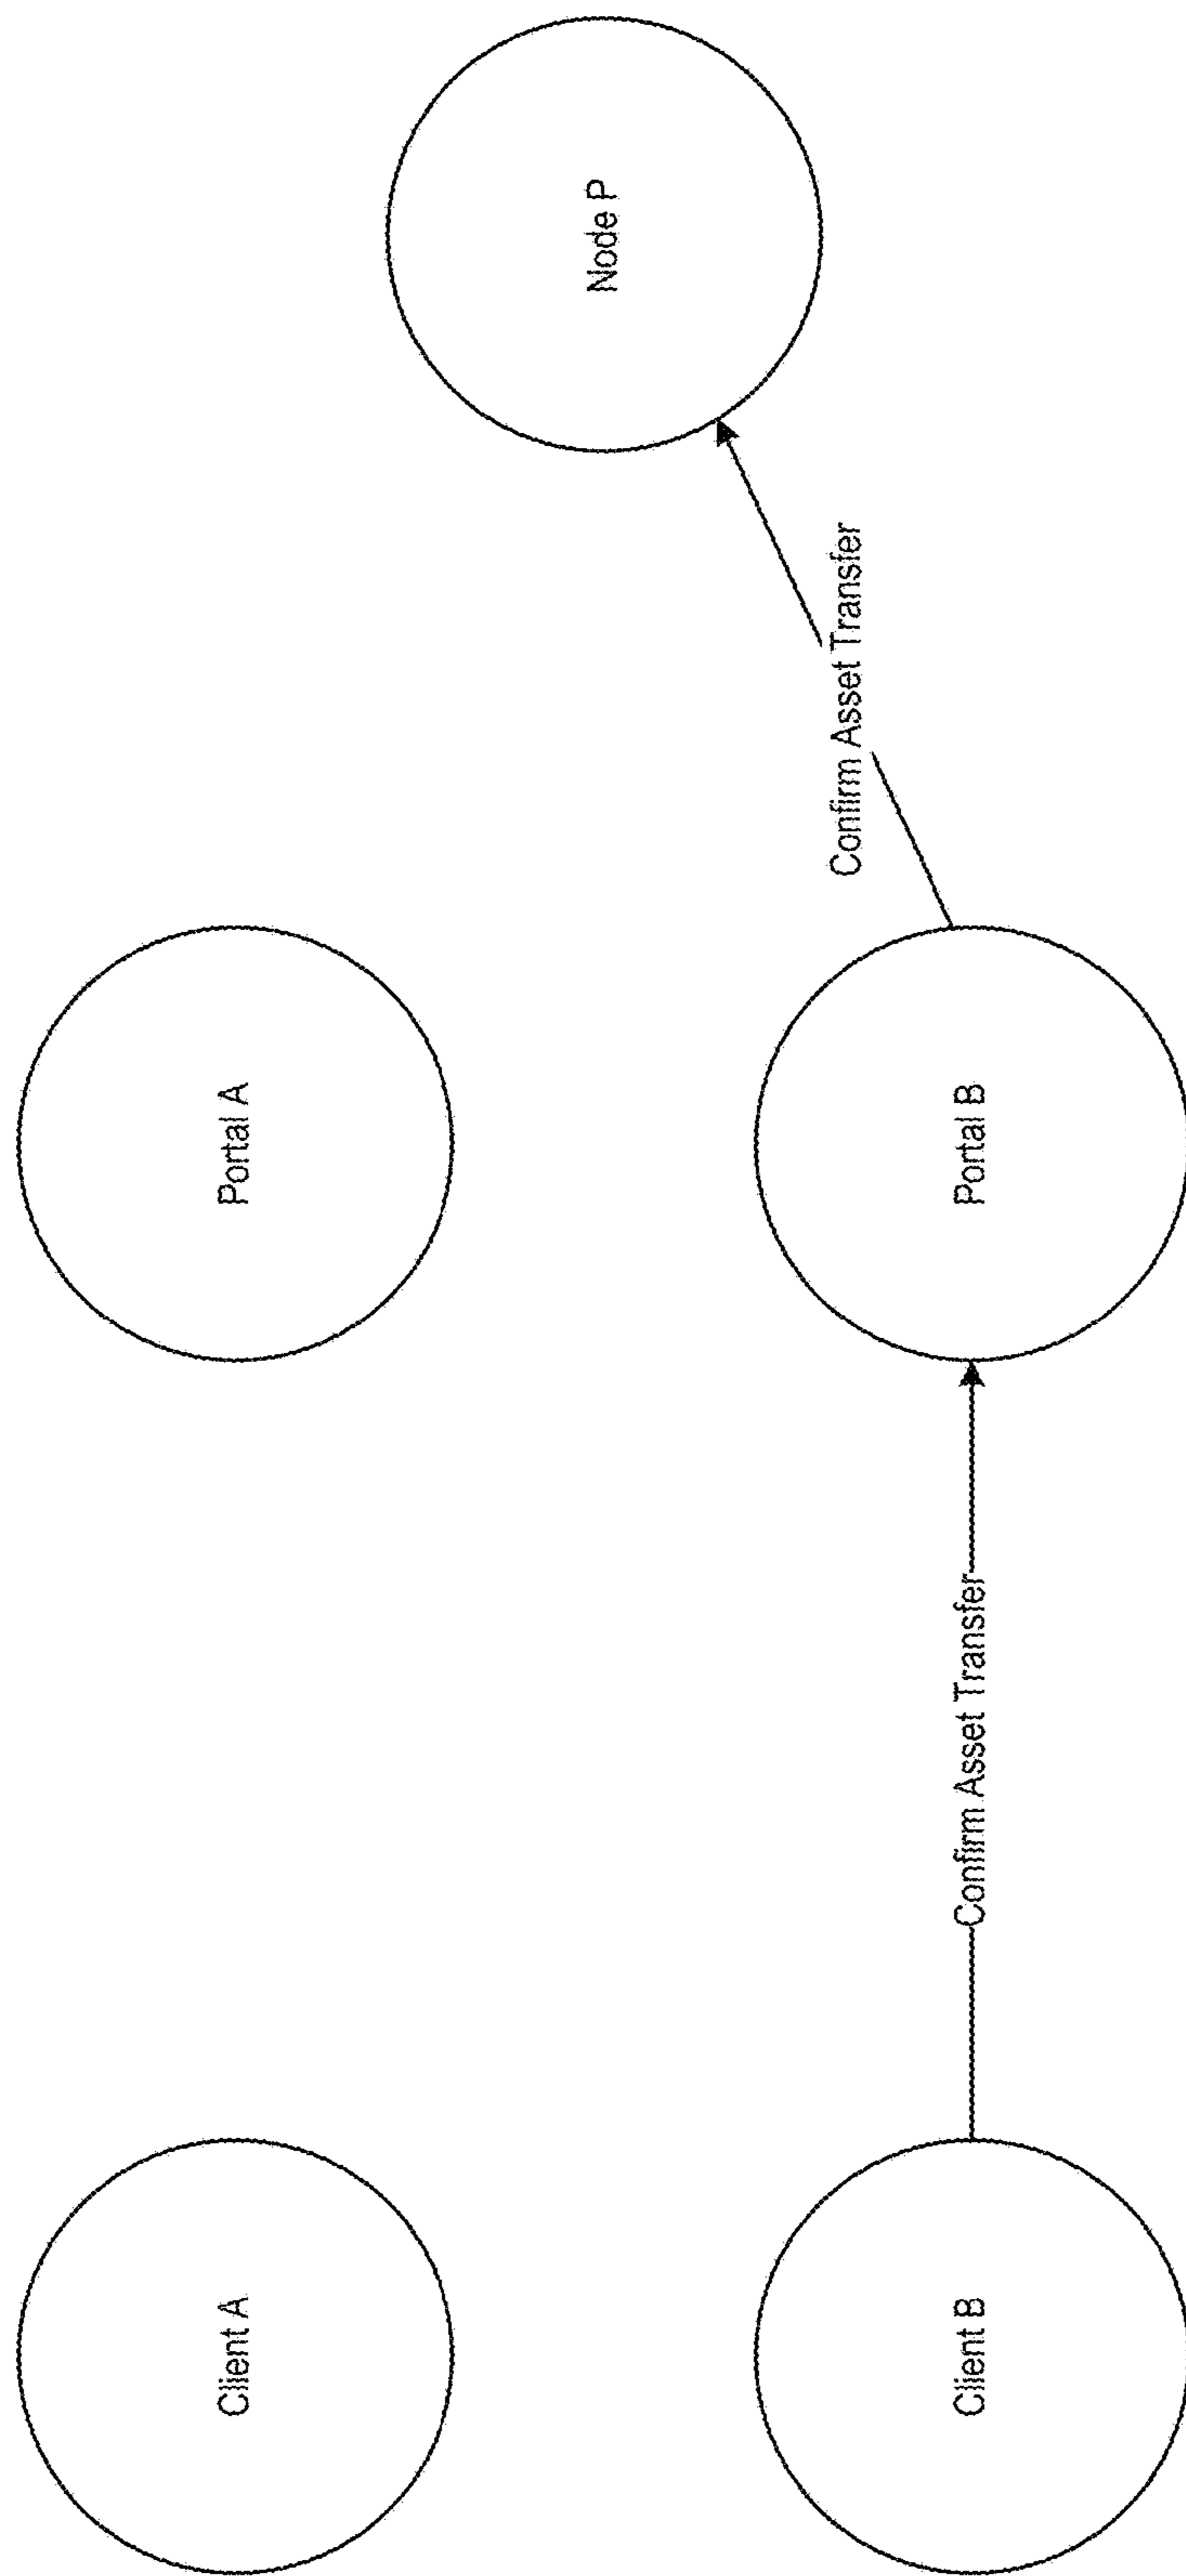 Client A
Portal A
Node P
Confirm Asset Transfer
Client B
Confirm Asset Transfer
Portal B